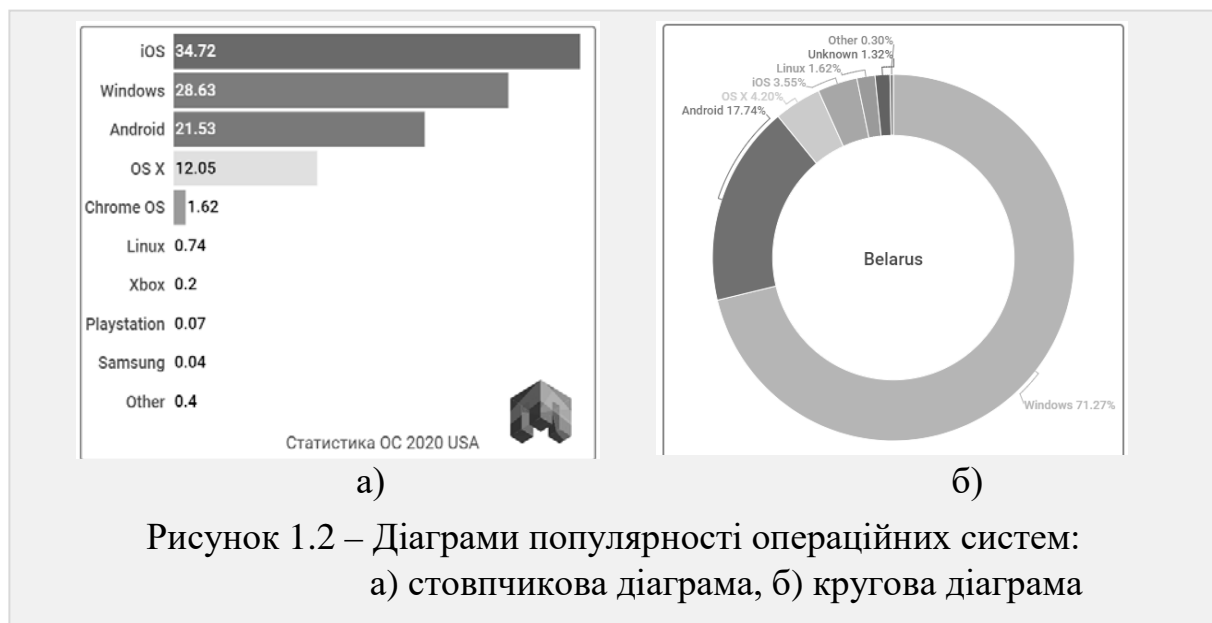 iOS 34.72
Windows 28.63
Android 21.53
OS X 12.05
Chrome OS 1.62
Linux 0.74
Xbox 0.2
Playstation 0.07
Samsung 0.04
Other 0.4
Статистика ОС 2020 USA
а)
Other 0.30%
Unknown 1.32%
Linux 1.62%
iOS 3.55%
OS X 4.20%
Android 17.74%
Belarus
Windows 71.27%
б)
Рисунок 1.2 – Діаграми популярності операційних систем:
а) стовпчикова діаграма, б) кругова діаграма